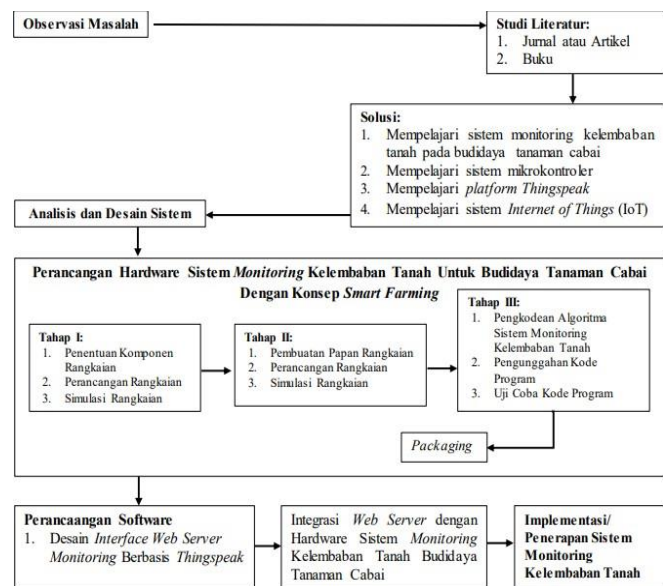 Observasi Masalah
Studi Literatur:
1. Jurnal atau Artikel
2. Buku
Solusi:
1. Mempelajari sistem monitoring kelembaban
tanah pada budidaya tanaman cabai
2. Mempelajari sistem mikrokontroler
3. Mempelajari platform Thingspeak
4. Mempelajari sistem Internet of Things (IoT)
Analisis dan Desain Sistem
Perancangan Hardware Sistem Monitoring Kelembaban Tanah Untuk Budidaya Tanaman Cabai
Dengan Konsep Smart Farming
Tahap I:
1. Penentuan Komponen
Rangkaian
2. Perancangan Rangkaian
3. Simulasi Rangkaian
Tahap II:
1. Pembuatan Papan Rangkaian
2. Perancangan Rangkaian
3. Simulasi Rangkaian
Tahap III:
1. Pengkodean Algoritma
Sistem Monitoring
Kelembaban Tanah
2. Pengunggahan Kode
Program
3. Uji Coba Kode Program
Packaging
Perancaangan Software
1. Desain Interface Web Server
Monitoring Berbasis Thingspeak
Integrasi Web Server dengan
Hardware Sistem Monitoring
Kelembaban Tanah Budidaya
Tanaman Cabai
Implementasi/
Penerapan Sistem
Monitoring
Kelembaban Tanah